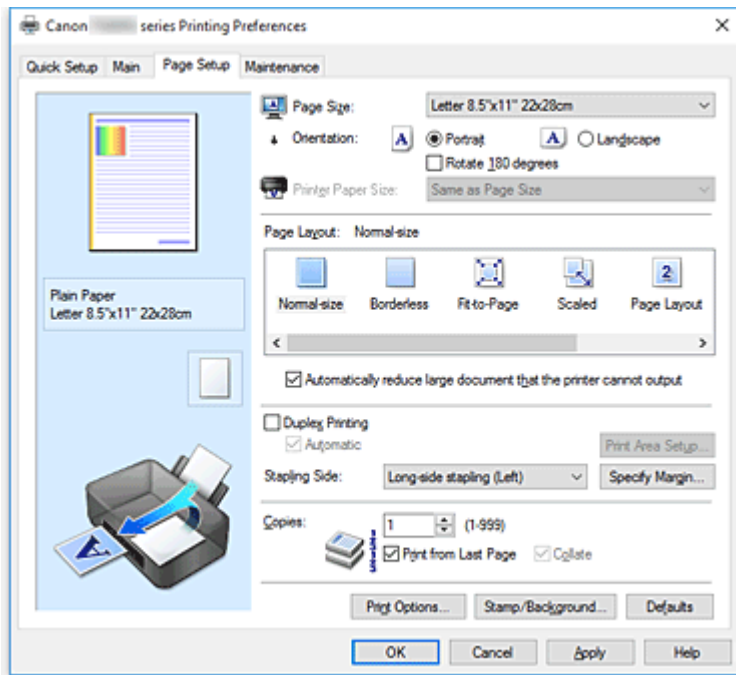 Canon series Printing Preferences
Quick Setup Main Page Setup Maintenance
Page Size: Letter 8.5"x11" 22x28cm
Orientation: A Portrait A Landscape
Rotate 180 degrees
Printer Paper Size: Same as Page Size
Page Layout: Normal-size
2
Normal-size Borderless Fit-to-Page Scaled Page Layout
Plain Paper
Letter 8.5"x11" 22x28cm
Automatically reduce large document that the printer cannot output
Duplex Printing
Automatic Print Area Setup...
Stapling Side: Long-side stapling (Left) Specify Margin...
Copies: 1 (1-999)
Print from Last Page Collate
A
Print Options... Stamp/Background... Defaults
OK Cancel Apply Help